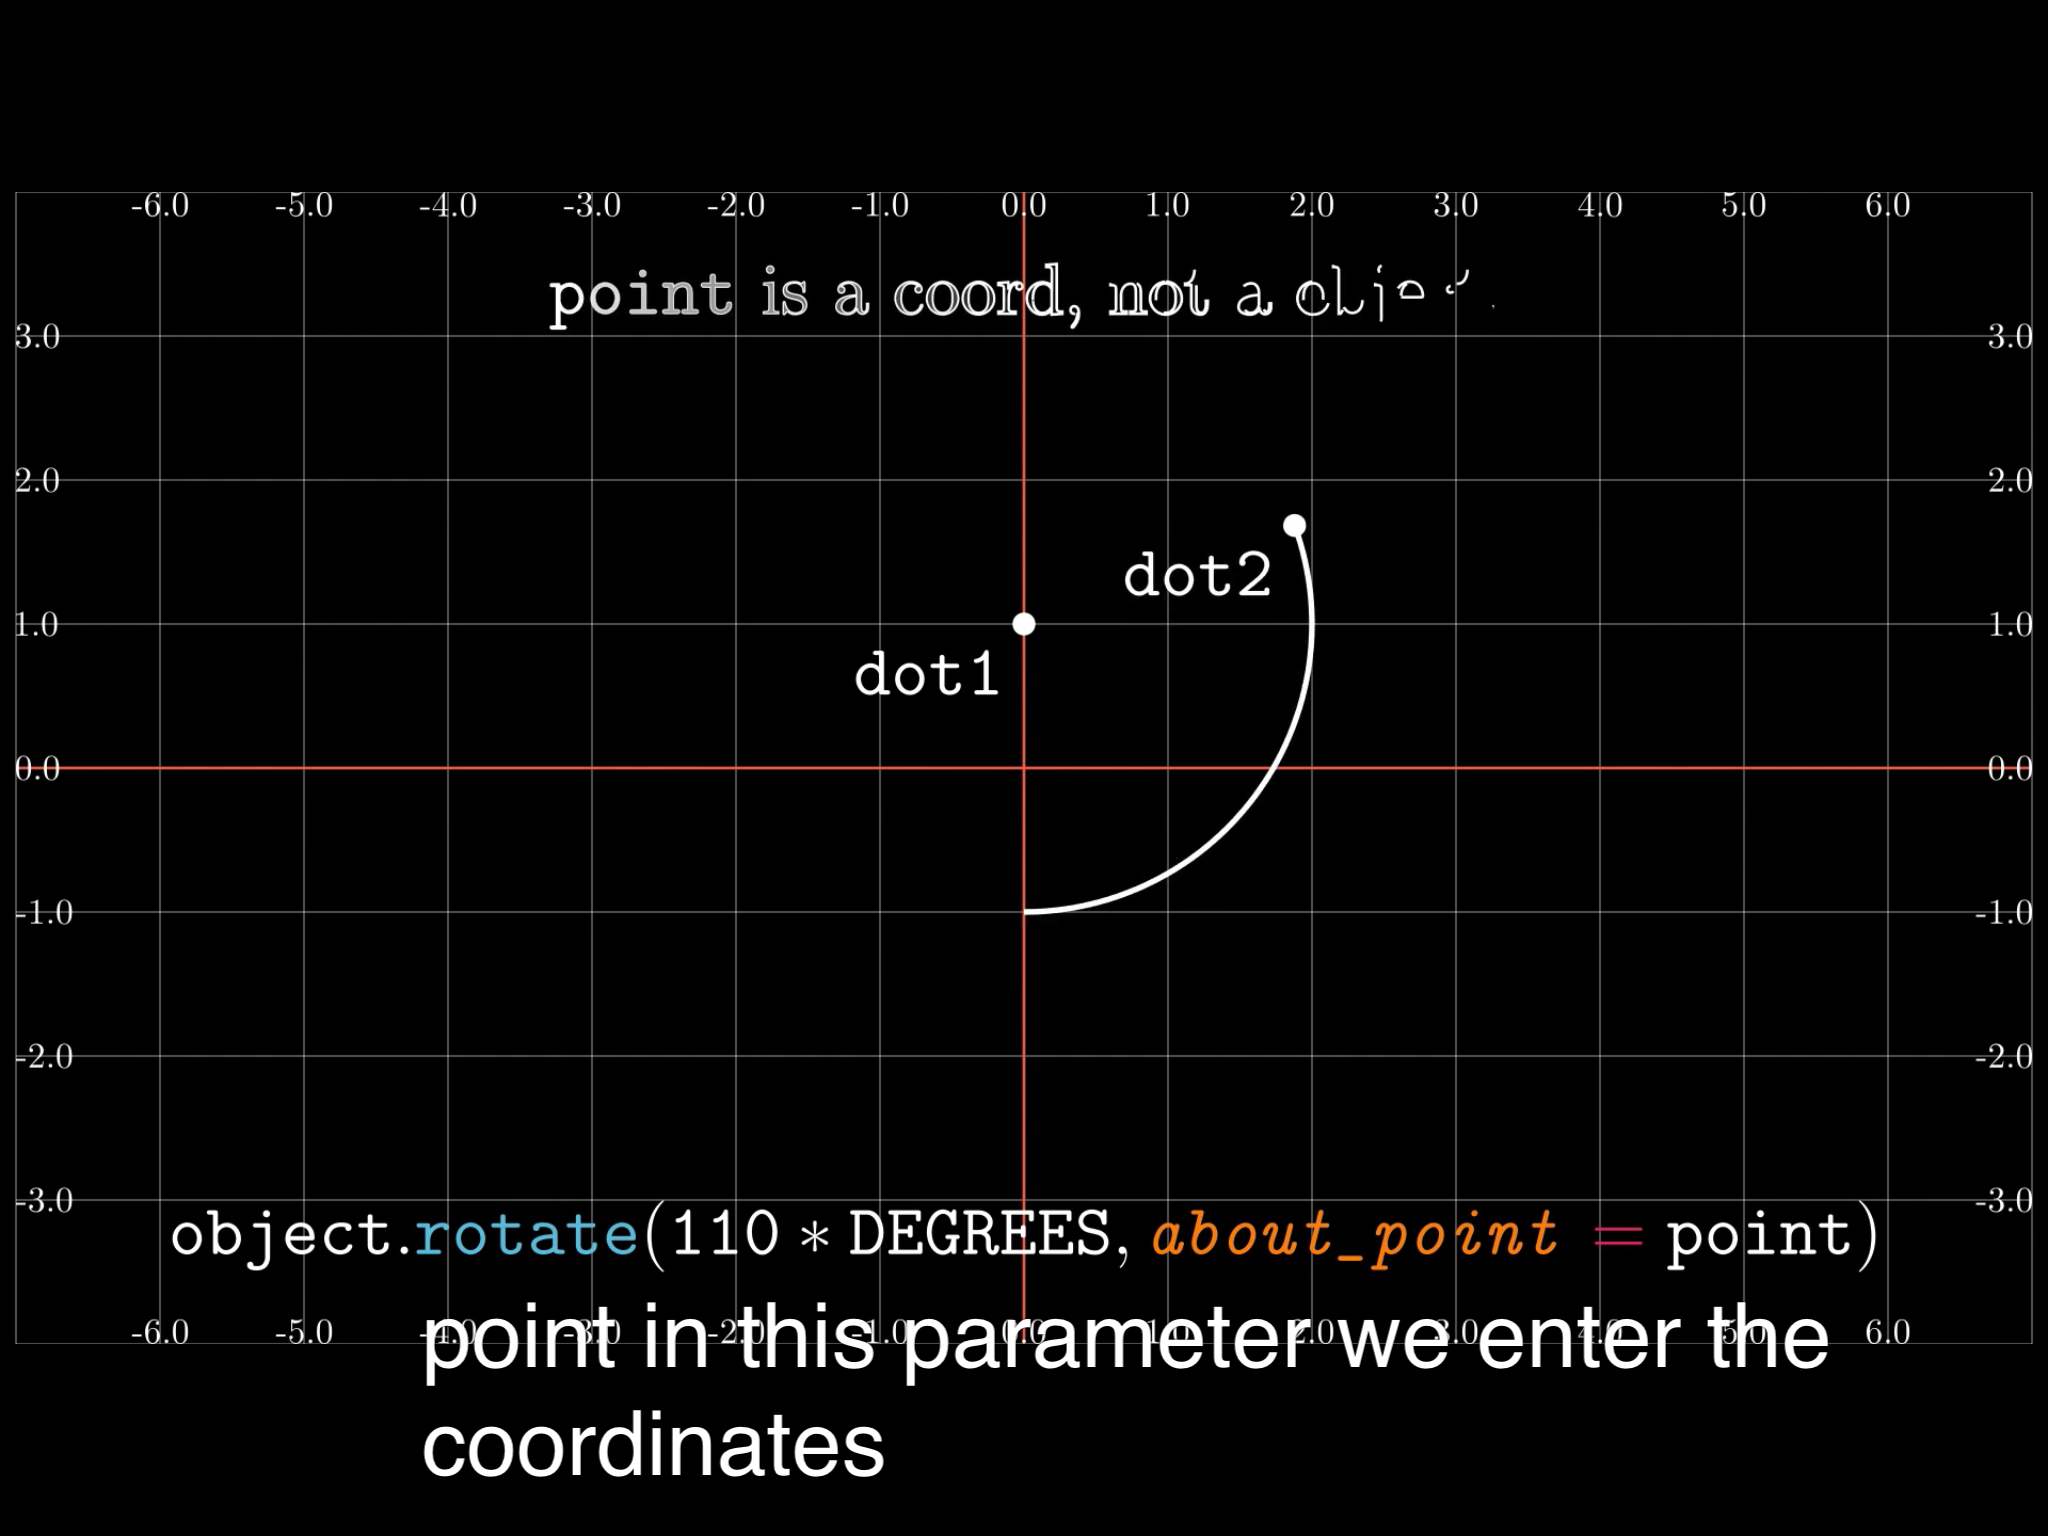 -6.0 -5.0 -4.0 -3.0 -2.0 -1.0 0.0 1.0 2.0 3.0 4.0 5.0 6.0
point is a coord, not a
3.0 3.0
2.0 2.0
dot2
1.0 1.0
dot1
0.0 0.0
-1.0 -1.0
-2.0 -2.0
-3.0 -3.0
object.rotate(110 * DEGREES, about_point = point)
-6.0 -5.0 -4.0 -3.0 -2.0 -1.0 0.0 1.0 2.0 3.0 4.0 5.0 6.0
point in this parameter we enter the
coordinates